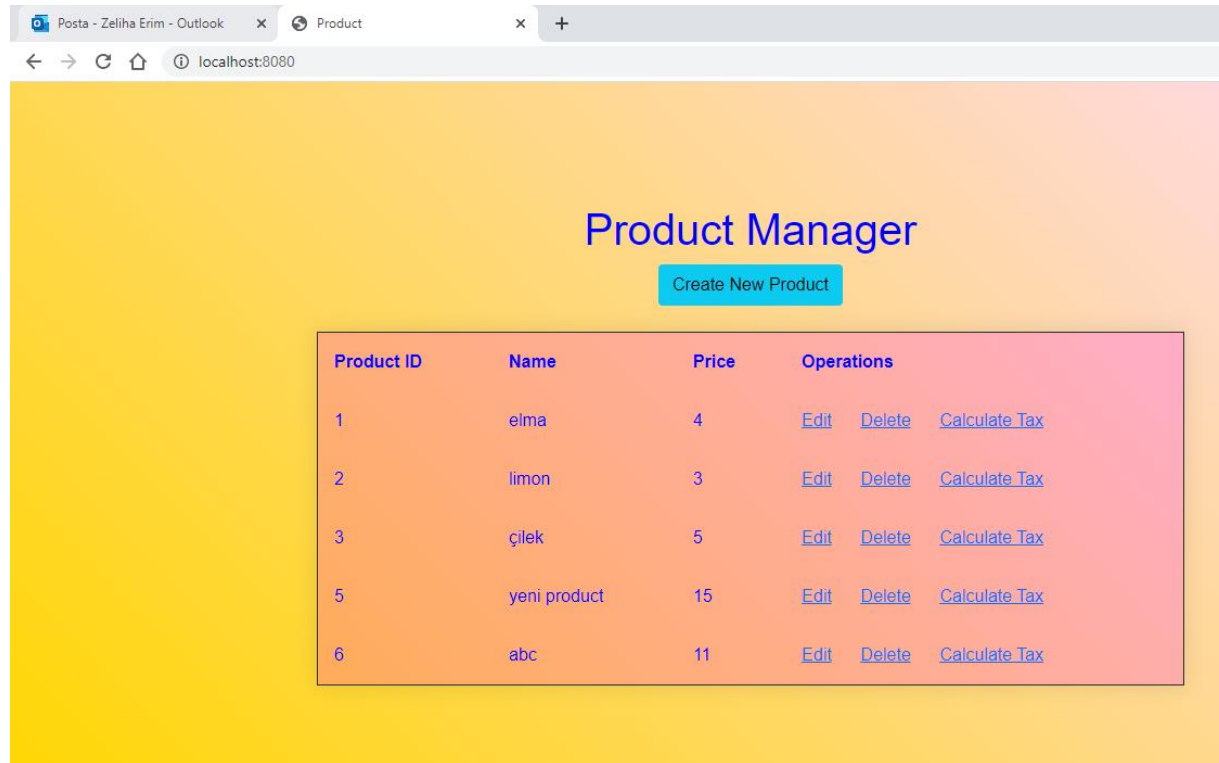 Posta - Zeliha Erim - Outlook
Product
localhost:8080
Product Manager
Create New Product
Product ID Name Price Operations
1 elma 4 Edit Delete Calculate Tax
2 limon 3 Edit Delete Calculate Tax
3 çilek 5 Edit Delete Calculate Tax
5 yeni product 15 Edit Delete Calculate Tax
6 abc 11 Edit Delete Calculate Tax